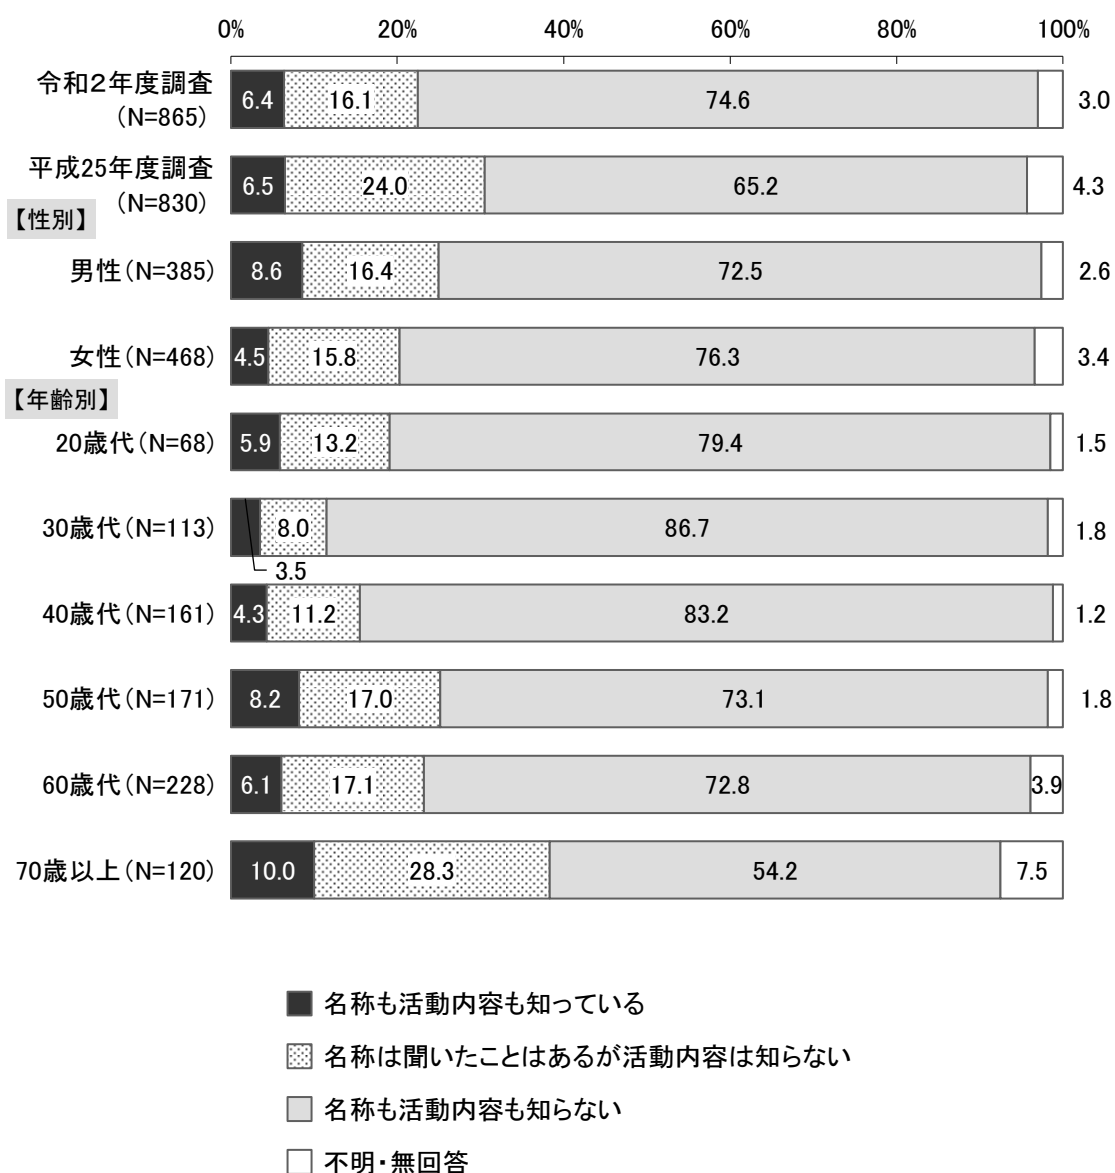 0% 20% 40% 60% 80% 100%
令和2年度調査
(N=865)
6.4 16.1 74.6 3.0
平成25年度調査
(N=830)
6.5 24.0 65.2 4.3
【性別】
男性(N=385) 8.6 16.4 72.5 2.6
女性(N=468) 4.5 15.8 76.3 3.4
【年齢別】
20歳代(N=68) 5.9 13.2 79.4 1.5
30歳代(N=113) 8.0 86.7 1.8
3.5
40歳代(N=161) 4.3 11.2 83.2 1.2
50歳代(N=171) 8.2 17.0 73.1 1.8
60歳代(N=228) 6.1 17.1 72.8 3.9
70歳以上(N=120) 10.0 28.3 54.2 7.5
名称も活動内容も知っている
名称は聞いたことはあるが活動内容は知らない
名称も活動内容も知らない
不明・無回答